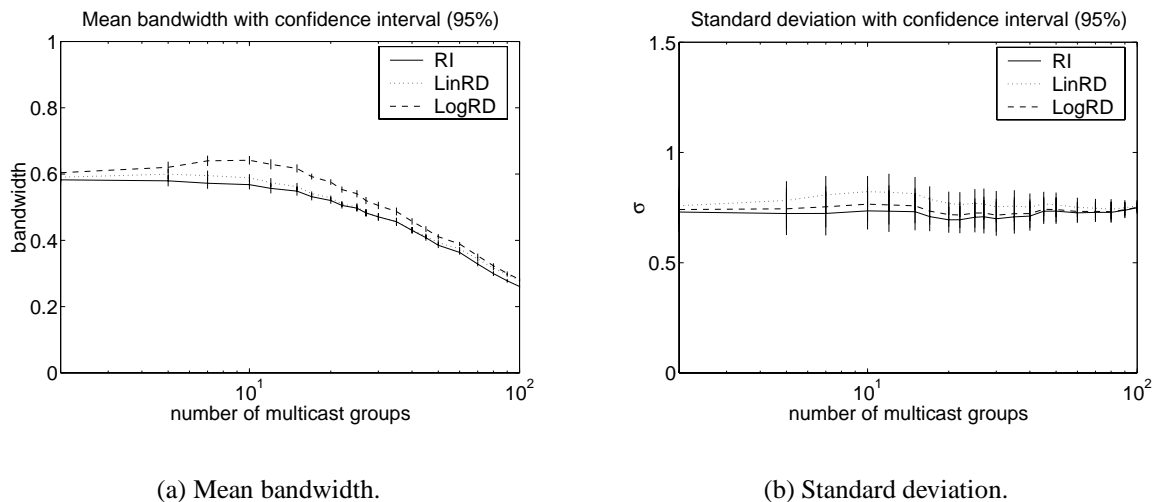 Mean bandwidth with confidence interval (95%)
1
0.8
0.6
0.4
0.2
0
bandwidth
RI
LinRD
LogRD
10^1
10^2
number of multicast groups
(a) Mean bandwidth.
Standard deviation with confidence interval (95%)
1.5
1
0.5
0
σ
RI
LinRD
LogRD
10^1
10^2
number of multicast groups
(b) Standard deviation.